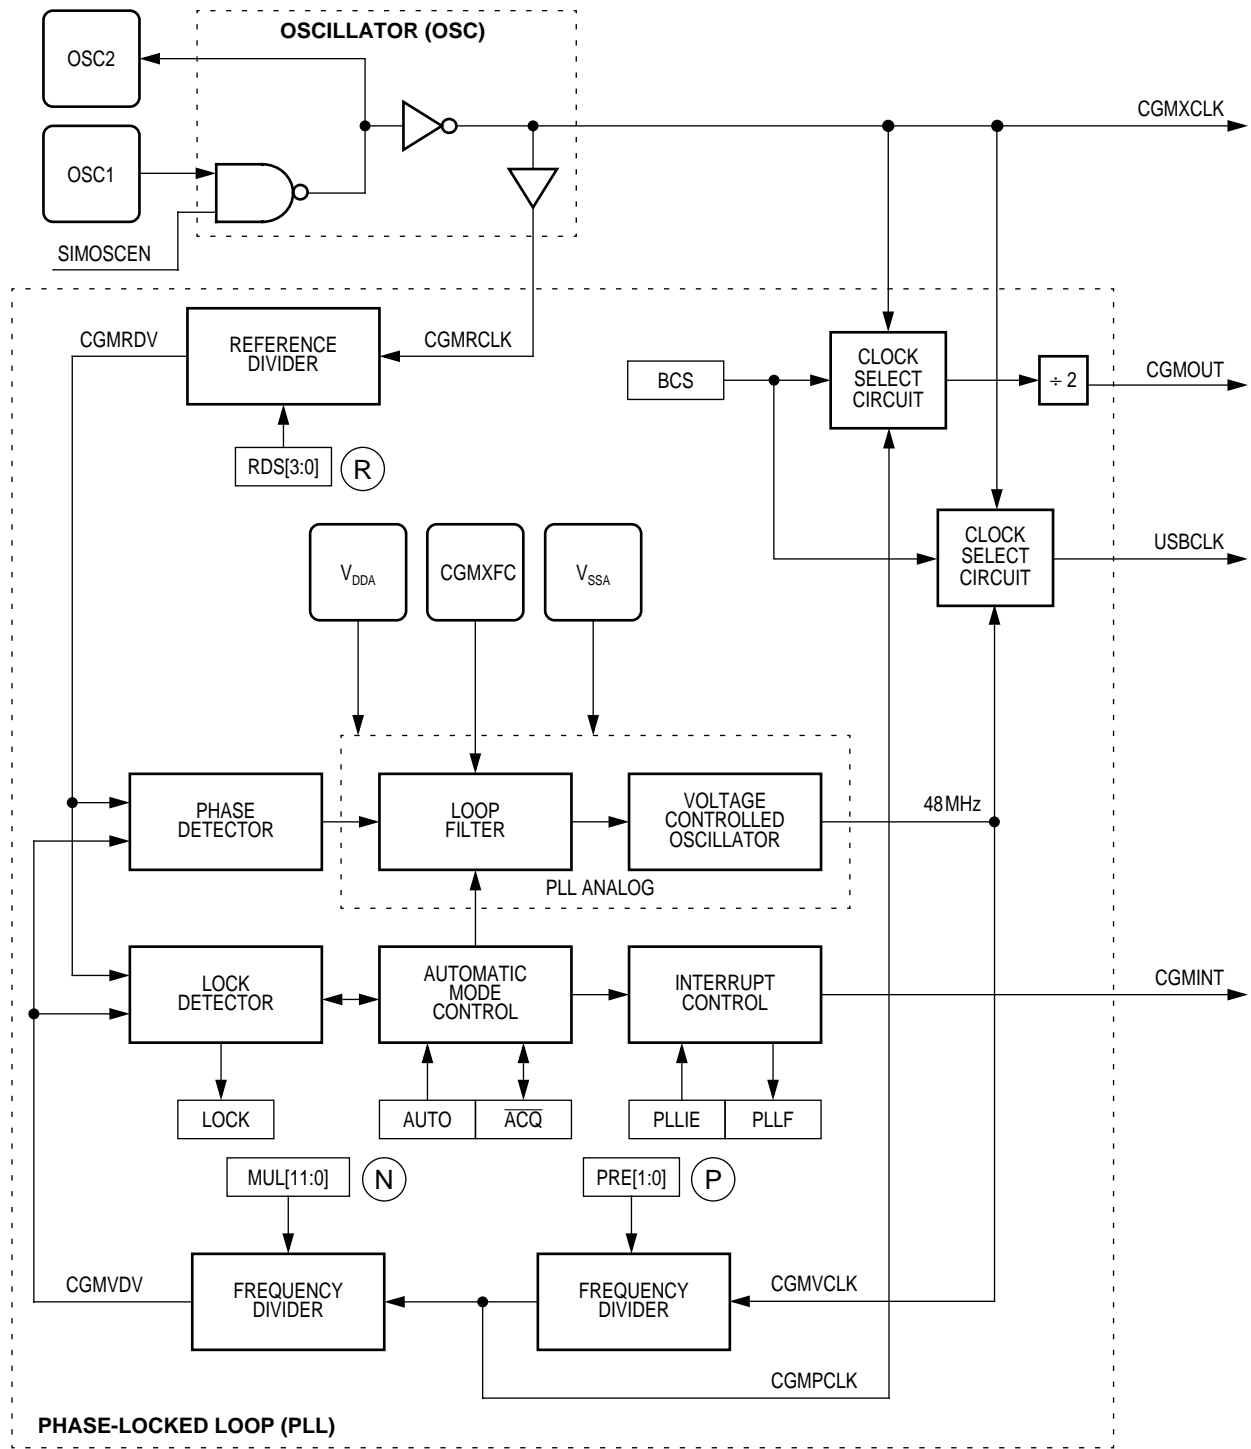 OSCILLATOR (OSC)
OSC2
CGMXCLK
OSC1
SIMOSCEN
CGMRDV
REFERENCE
DIVIDER
CGMRCLK
CLOCK
SELECT
CIRCUIT
BCS
÷ 2
CGMOUT
RDS[3:0]
R
CLOCK
SELECT
CIRCUIT
USBCLK
VDDA
CGMXFC
VSSA
PHASE
DETECTOR
LOOP
FILTER
VOLTAGE
CONTROLLED
OSCILLATOR
48MHz
PLL ANALOG
LOCK
DETECTOR
AUTOMATIC
MODE
CONTROL
INTERRUPT
CONTROL
CGMINT
LOCK
AUTO
A̅C̅Q̅
PLLIE
PLLF
MUL[11:0]
N
PRE[1:0]
P
CGMVDV
FREQUENCY
DIVIDER
FREQUENCY
DIVIDER
CGMVCLK
CGMPCLK
PHASE-LOCKED LOOP (PLL)